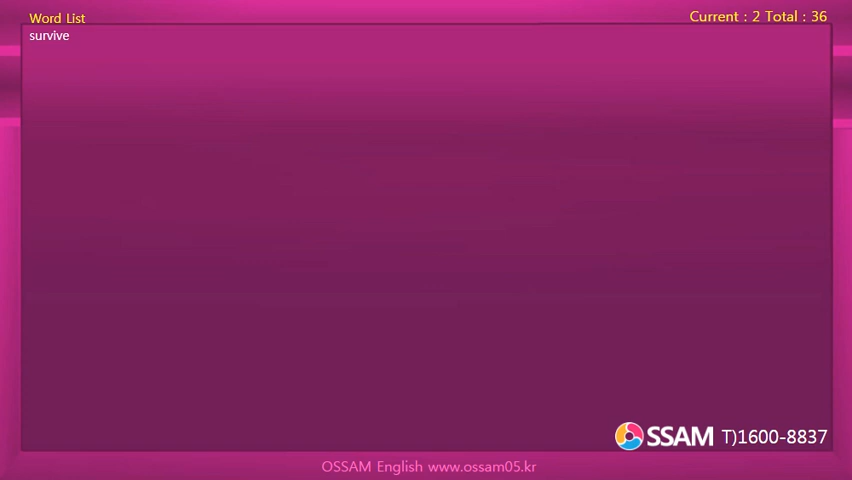 Word List
Current : 2 Total : 36
survive
SSAM T)1600-8837
OSSAM English www.ossam05.kr